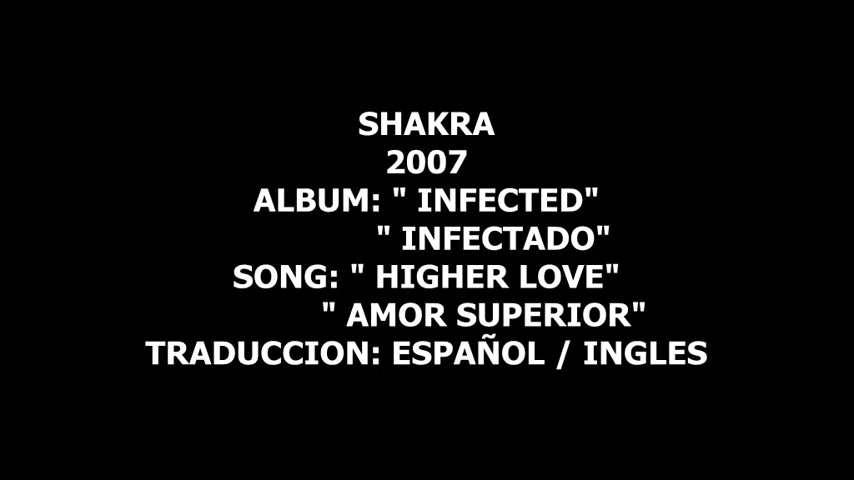 SHAKRA
2007
ALBUM: " INFECTED"
" INFECTADO"
SONG: " HIGHER LOVE"
" AMOR SUPERIOR"
TRADUCCION: ESPAÑOL / INGLES